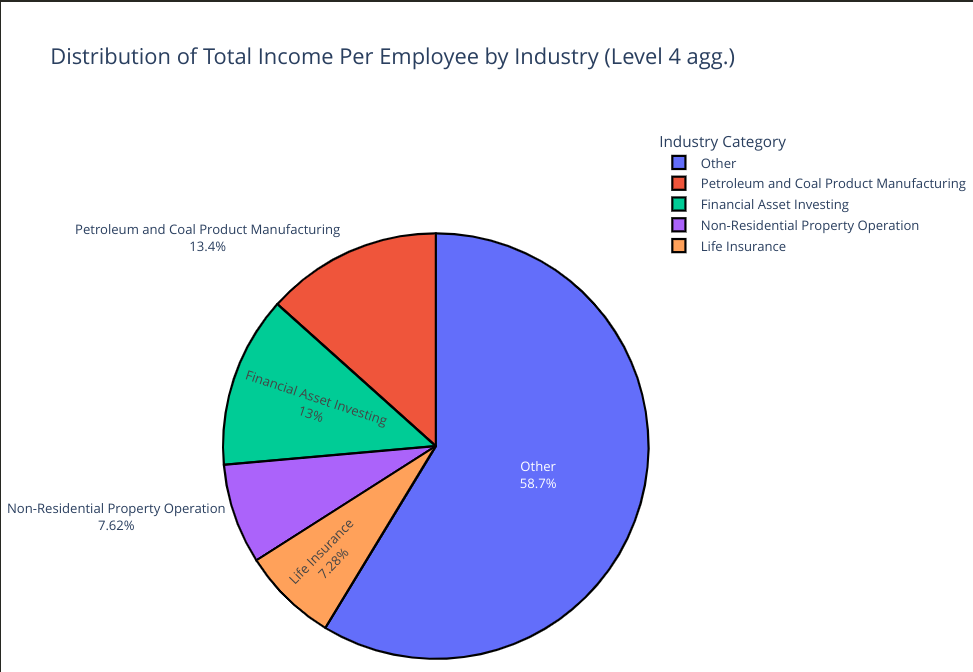 Distribution of Total Income Per Employee by Industry (Level 4 agg.)
Industry Category
Other
Petroleum and Coal Product Manufacturing
Financial Asset Investing
Non-Residential Property Operation
Life Insurance
Petroleum and Coal Product Manufacturing
13.4%
Financial Asset Investing
13%
Other
58.7%
Non-Residential Property Operation
7.62%
Life Insurance
7.28%